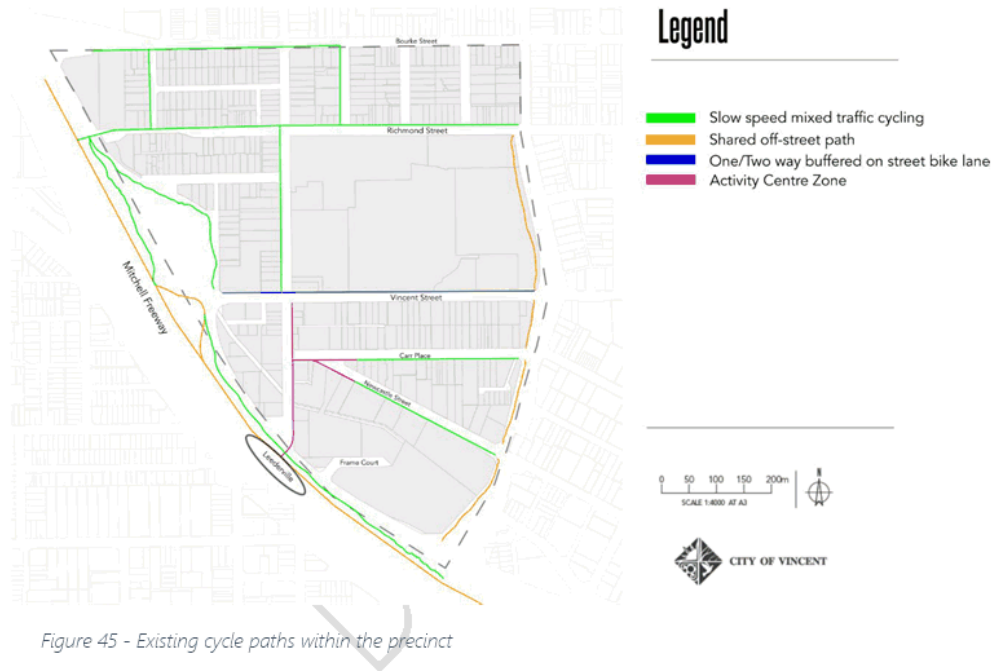 Legend
Bourke Street
Slow speed mixed traffic cycling
Richmond Street
Shared off-street path
One/Two way buffered on street bike lane
Activity Centre Zone
Mitchell Freeway
Vincent Street
Carr Place
Newcastle Street
Leederville
Frame Court
0 50 100 150 200m
N
SCALE 1:4000 AT A3
CITY OF VINCENT
Figure 45 - Existing cycle paths within the precinct